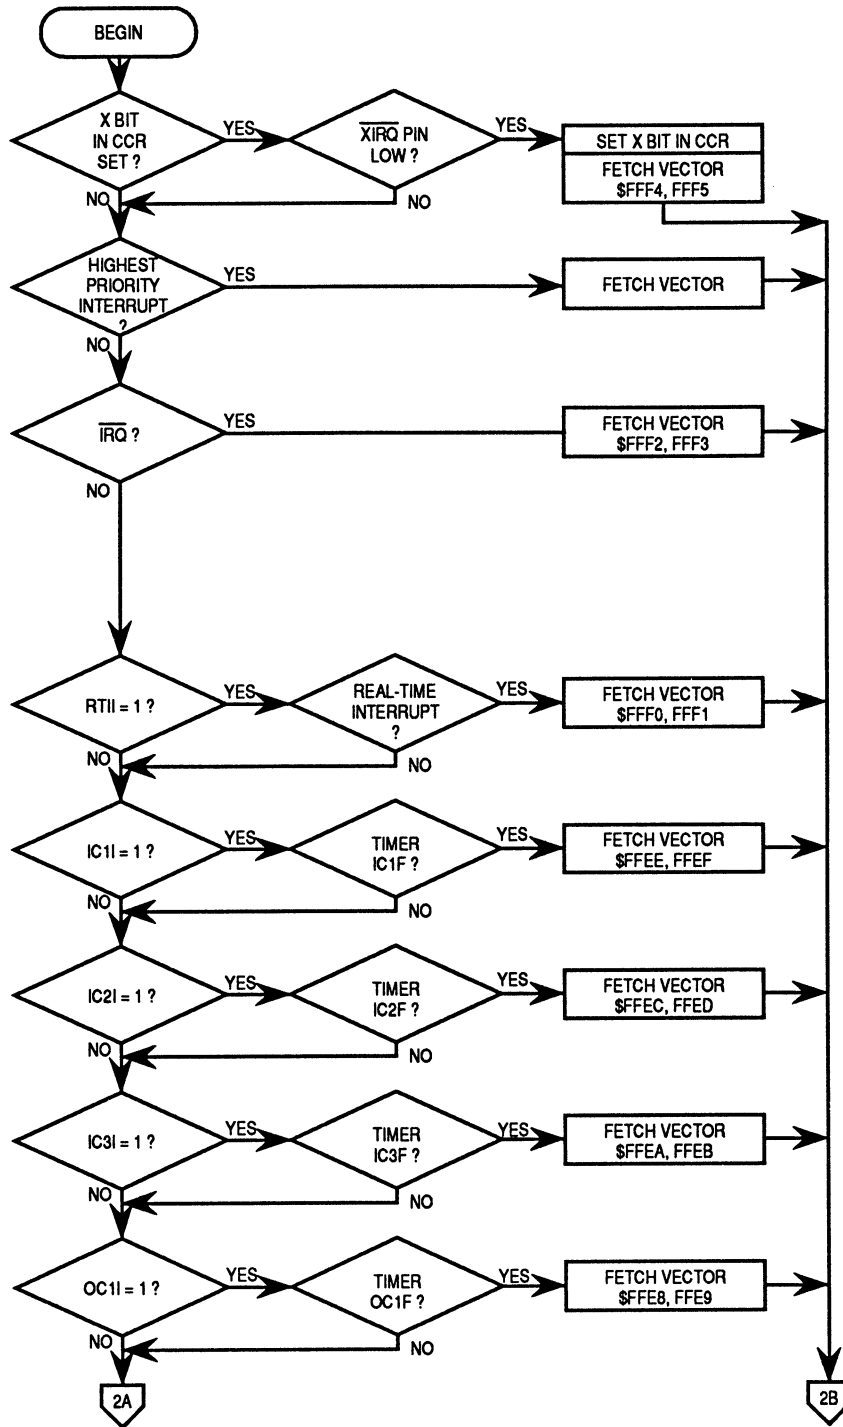 BEGIN
X BIT
IN CCR
SET ?
YES
XIRQ PIN
LOW ?
YES
SET X BIT IN CCR
FETCH VECTOR
$FFF4, FFF5
NO
NO
HIGHEST
PRIORITY
INTERRUPT
?
YES
FETCH VECTOR
NO
IRQ ?
YES
FETCH VECTOR
$FFF2, FFF3
NO
RTII = 1 ?
YES
REAL-TIME
INTERRUPT
?
YES
FETCH VECTOR
$FFF0, FFF1
NO
NO
IC1I = 1 ?
YES
TIMER
IC1F ?
YES
FETCH VECTOR
$FFEE, FFEF
NO
NO
IC2I = 1 ?
YES
TIMER
IC2F ?
YES
FETCH VECTOR
$FFEC, FFED
NO
NO
IC3I = 1 ?
YES
TIMER
IC3F ?
YES
FETCH VECTOR
$FFEA, FFEB
NO
NO
OC1I = 1 ?
YES
TIMER
OC1F ?
YES
FETCH VECTOR
$FFE8, FFE9
NO
NO
2A
2B